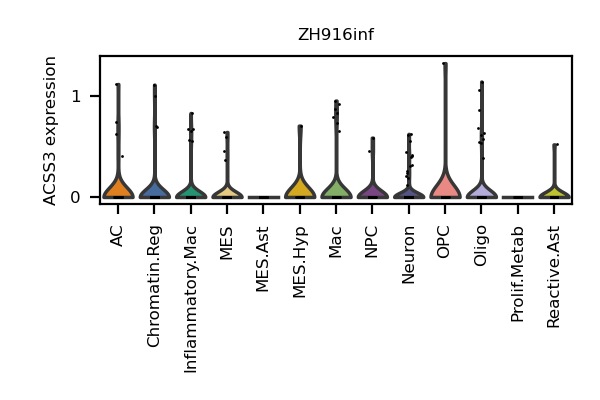 ZH916inf
ACSS3 expression
1
0
AC
Chromatin.Reg
Inflammatory.Mac
MES
MES.Ast
MES.Hyp
Mac
NPC
Neuron
OPC
Oligo
Prolif.Metab
Reactive.Ast